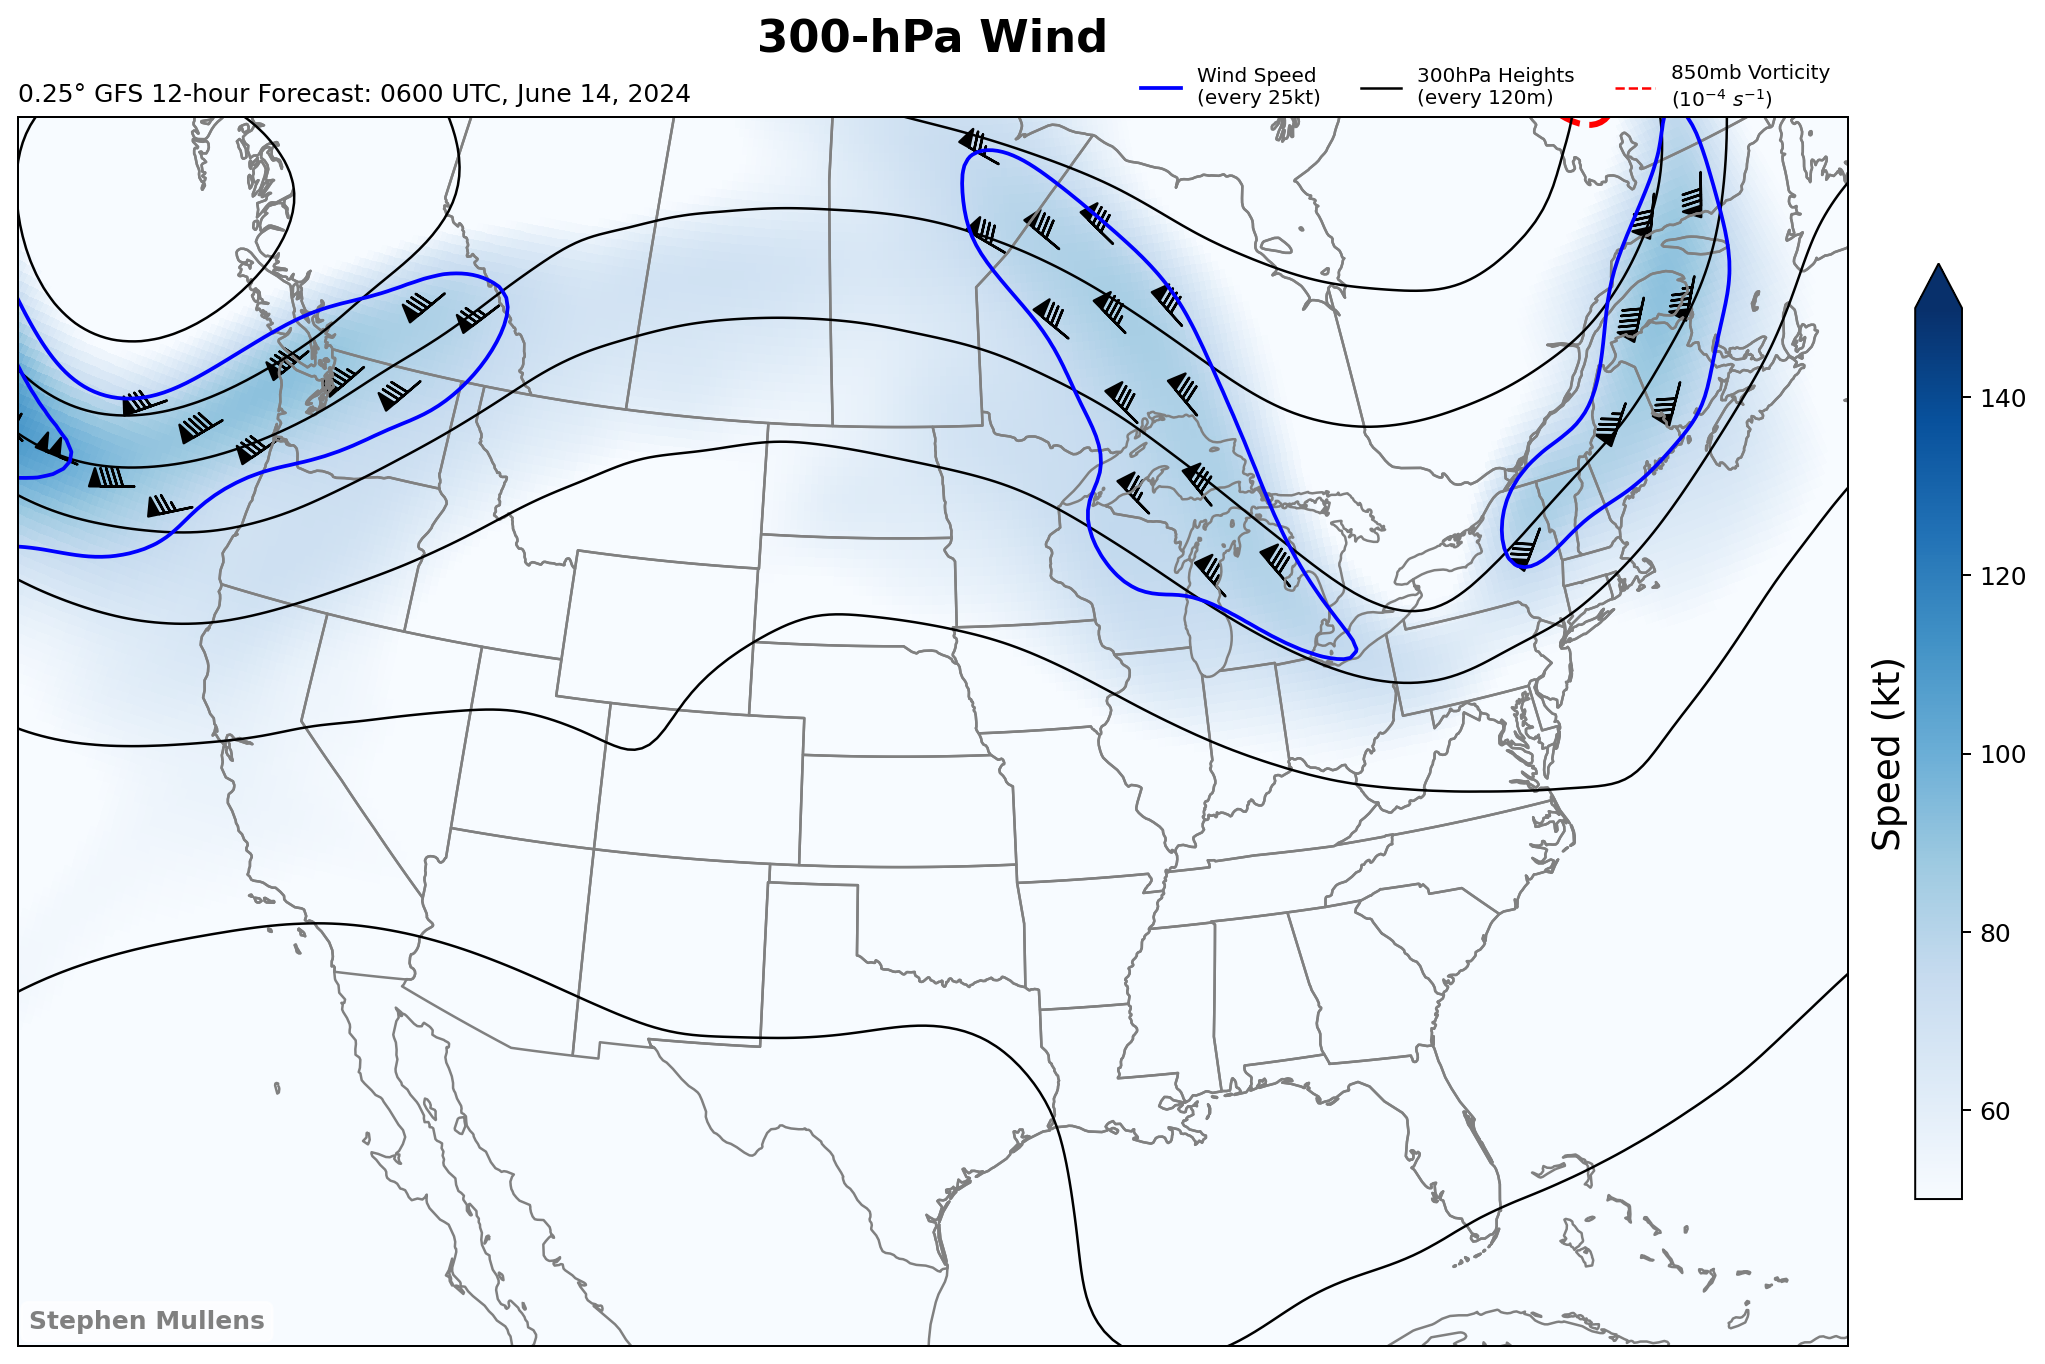 300-hPa Wind
0.25° GFS 12-hour Forecast: 0600 UTC, June 14, 2024
Wind Speed
(every 25kt)
300hPa Heights
(every 120m)
850mb Vorticity
(10⁻⁴ s⁻¹)
140
120
100
80
60
Speed (kt)
Stephen Mullens